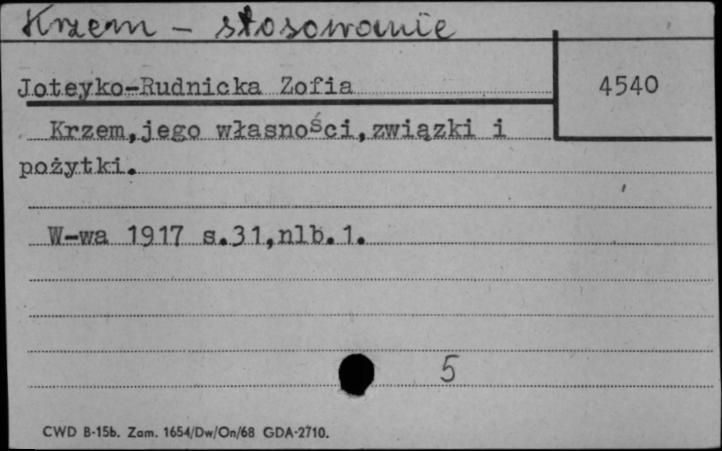 Krzem – stosowanie
Joteyko-Rudnicka Zofia
4540
Krzem,jego własności,związki i
pożytki.
W-wa 1917 s.31,nlb.1.
5
CWD B-15b. Zam. 1654/Dw/On/68 GDA-2710.